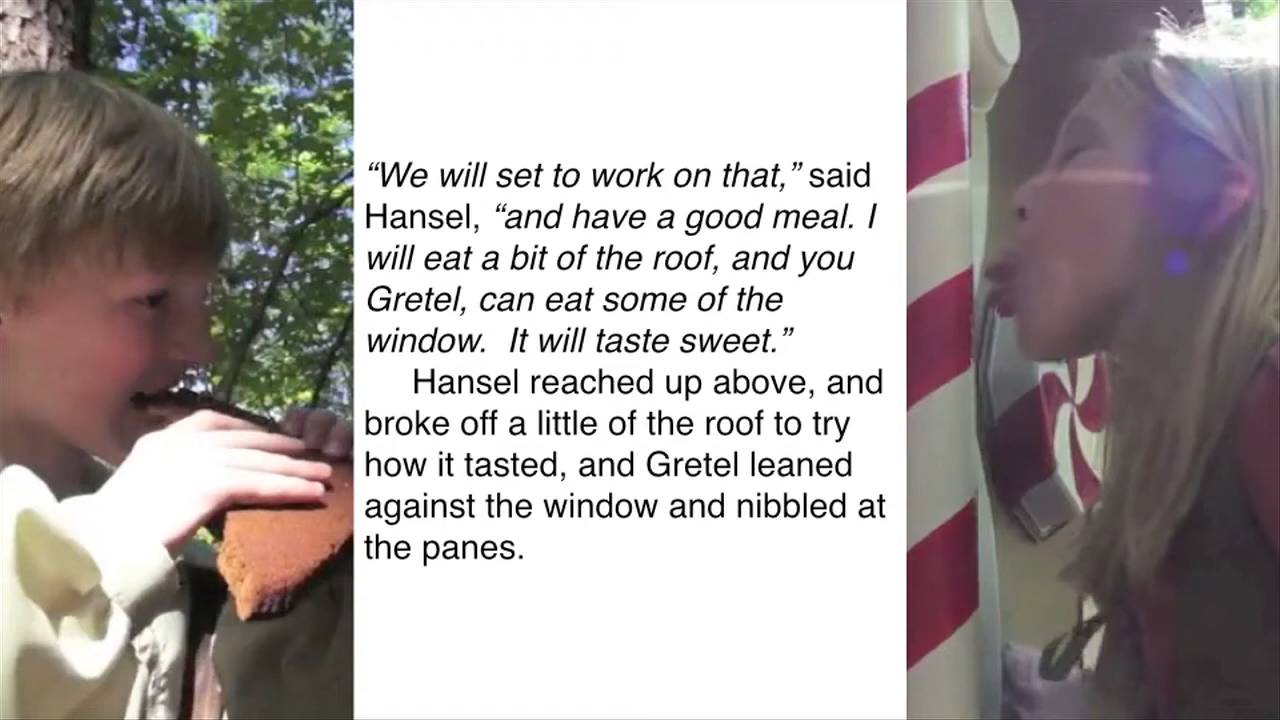 “We will set to work on that,” said
Hansel, “and have a good meal. I
will eat a bit of the roof, and you
Gretel, can eat some of the
window.  It will taste sweet.”
Hansel reached up above, and
broke off a little of the roof to try
how it tasted, and Gretel leaned
against the window and nibbled at
the panes.